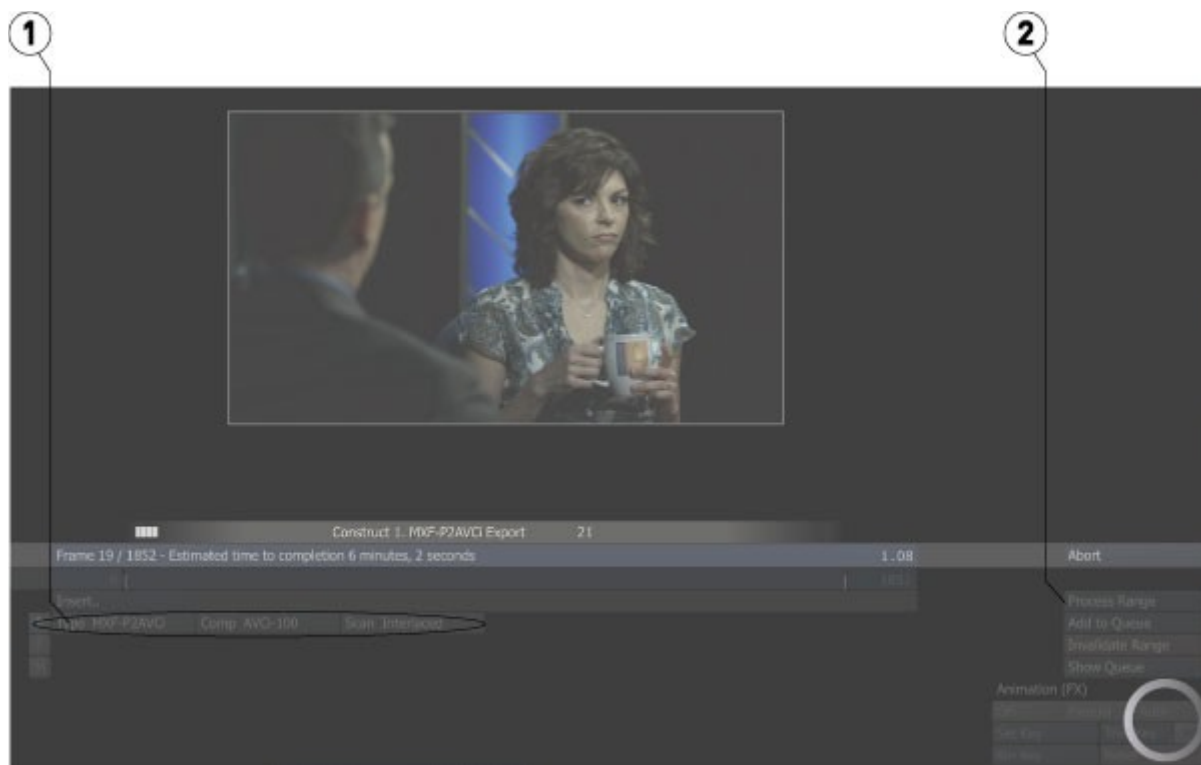 1
2
Construct 1. MXF-P2AVCI Export 21
Frame 19 / 1852 - Estimated time to completion 6 minutes, 2 seconds 1.08 Abort
Insert..
Type MXF-P2AVCI Comp AVCI-100 Scan Interlaced
Process Range
Add to Queue
Invalidate Range
Show Queue
Animation (FX)
Set Key